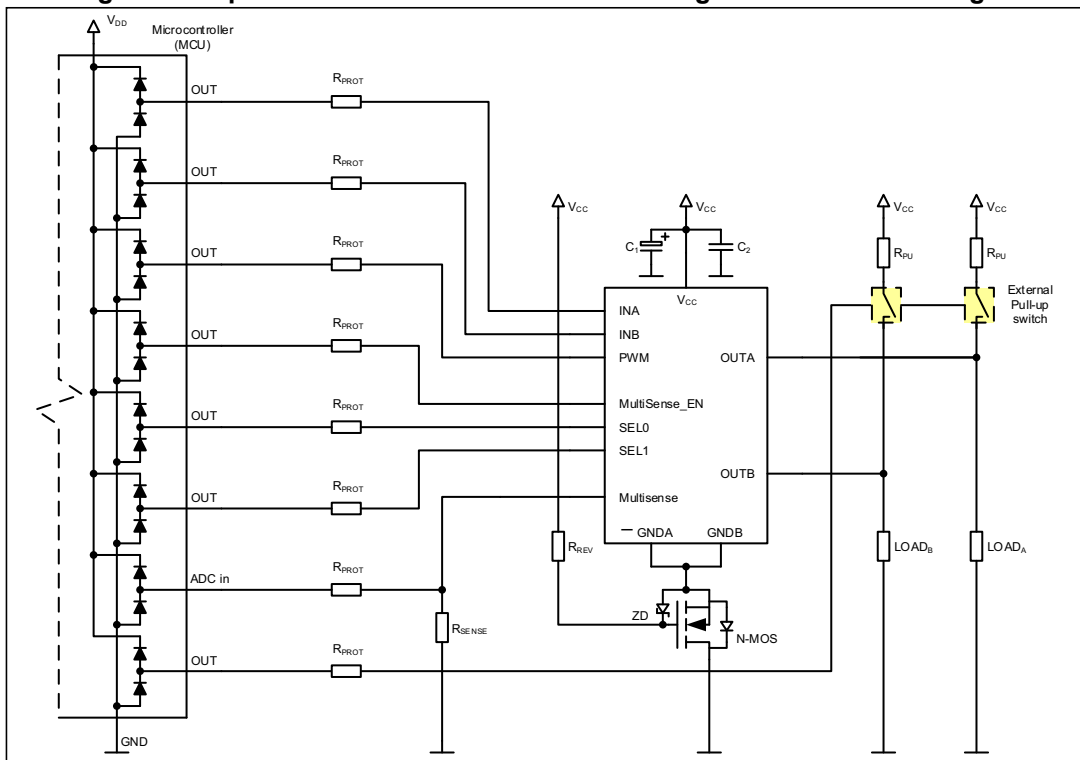 V_DD
Microcontroller
(MCU)
OUT
R_PROT
OUT
R_PROT
OUT
R_PROT
OUT
R_PROT
OUT
R_PROT
OUT
R_PROT
ADC in
R_PROT
OUT
R_PROT
GND
R_SENSE
V_CC
R_REV
V_CC
C_1
+
C_2
V_CC
INA
INB
PWM
MultiSense_EN
SEL0
SEL1
Multisense
OUTA
OUTB
GNDA
GNDB
ZD
N-MOS
V_CC
V_CC
R_PU
R_PU
External
Pull-up
switch
LOAD_B
LOAD_A